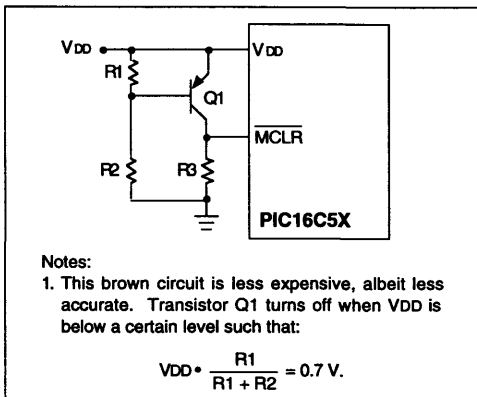 VDD
VDD
R1
Q1
MCLR
R2
R3
PIC16C5X
Notes:
1. This brown circuit is less expensive, albeit less
accurate. Transistor Q1 turns off when VDD is
below a certain level such that:
VDD • R1 / R1 + R2 = 0.7 V.